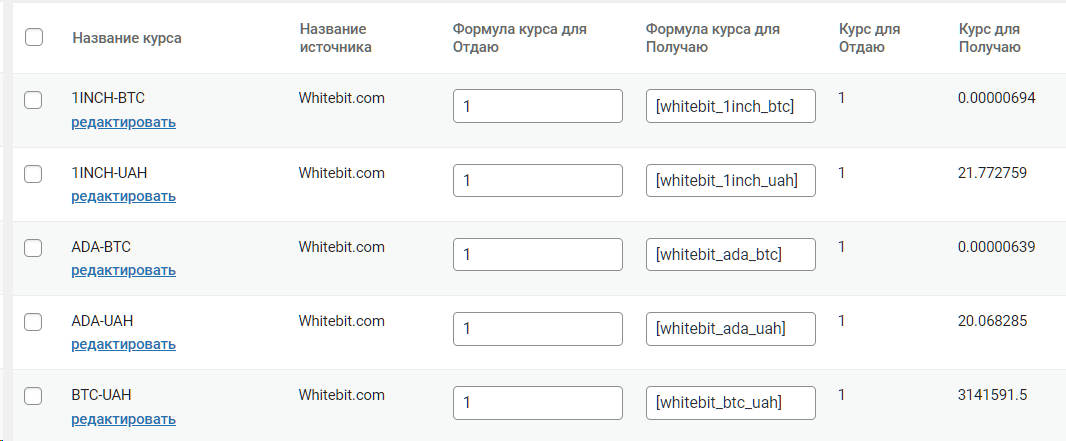 Название курса
Название
источника
Формула курса для
Отдаю
Формула курса для
Получаю
Курс для
Отдаю
Курс для
Получаю
1INCH-BTC
редактировать
Whitebit.com
1
[whitebit_1inch_btc]
1
0.00000694
1INCH-UAH
редактировать
Whitebit.com
1
[whitebit_1inch_uah]
1
21.772759
ADA-BTC
редактировать
Whitebit.com
1
[whitebit_ada_btc]
1
0.00000639
ADA-UAH
редактировать
Whitebit.com
1
[whitebit_ada_uah]
1
20.068285
BTC-UAH
редактировать
Whitebit.com
1
[whitebit_btc_uah]
1
3141591.5